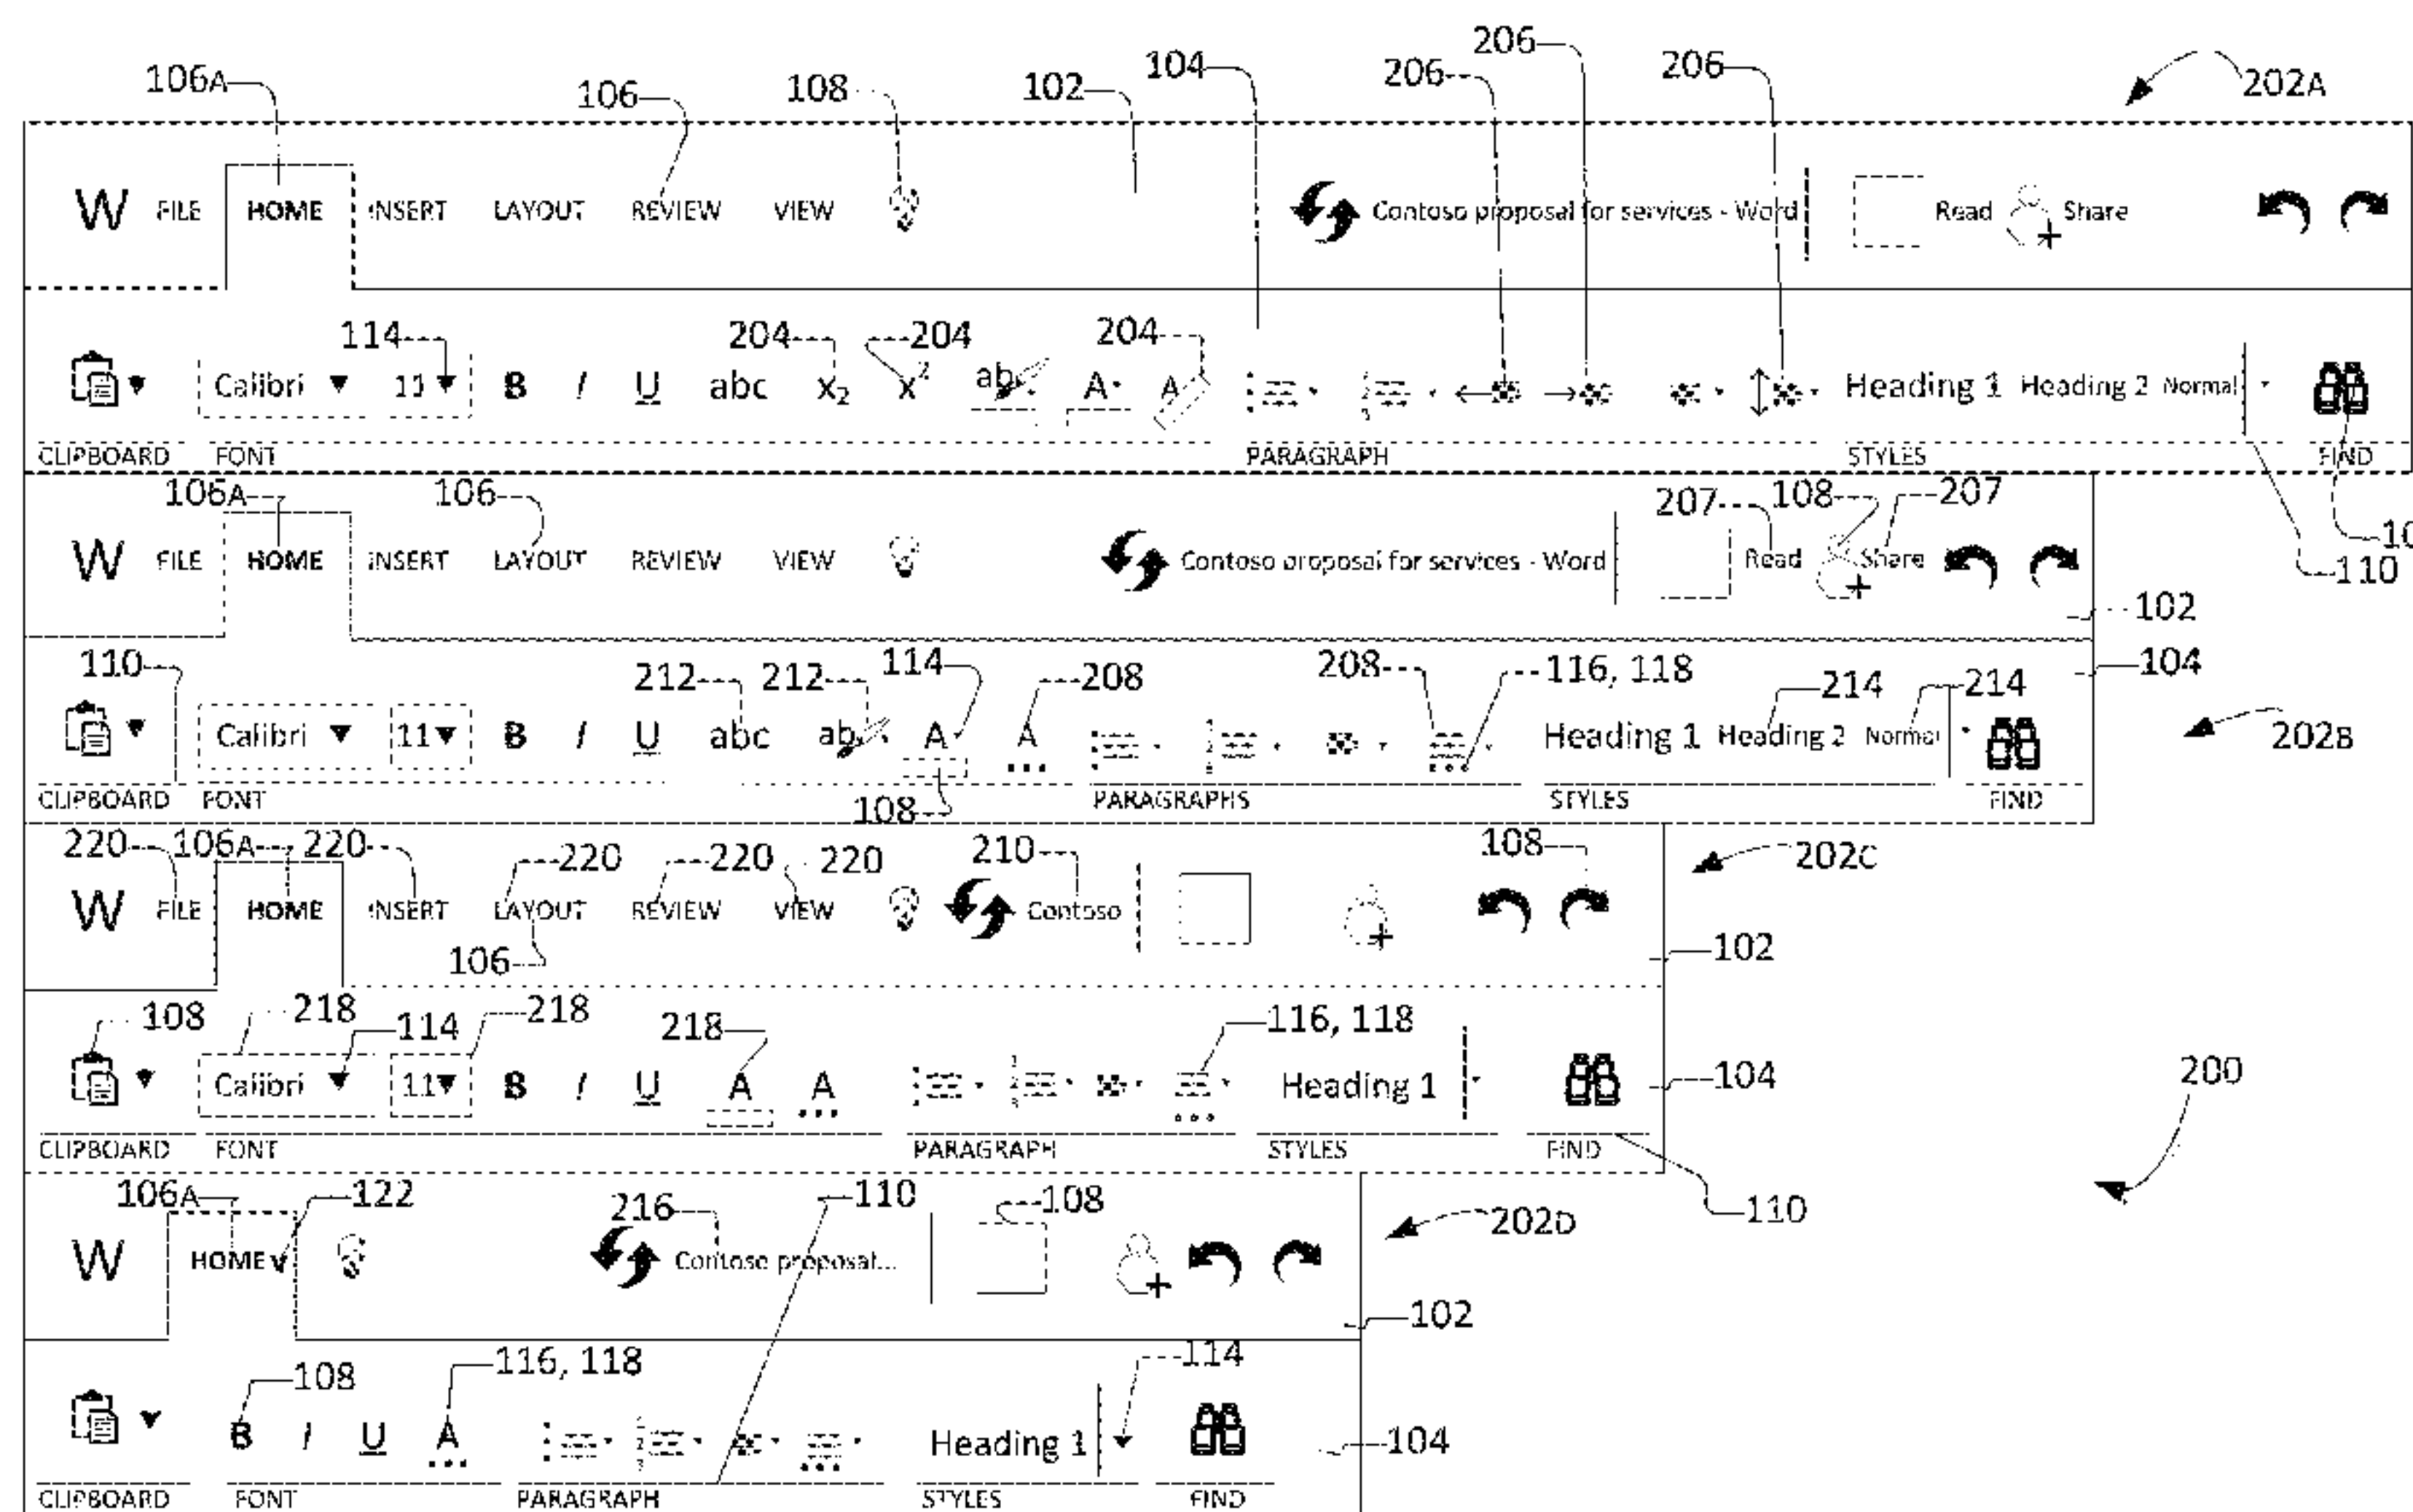 206
106A 106 108 102 104 206 206 202A
W FILE HOME INSERT LAYOUT REVIEW VIEW Contoso proposal for services - Word Read Share
114 204 204 204
Calibri 11 B I U abc x₂ x² ab A A Heading 1 Heading 2 Normal
CLIPBOARD FONT PARAGRAPH STYLES FIND
106A 106 207 108 207 10
W FILE HOME INSERT LAYOUT REVIEW VIEW Contoso proposal for services - Word Read Share 110
102
110 212 212 114 208 208 116, 118 214 214 104
Calibri 11 B I U abc ab A A... Heading 1 Heading 2 Normal 202B
CLIPBOARD FONT PARAGRAPHS STYLES FIND
108
220 106A 220 220 220 220 210 108 202C
W FILE HOME INSERT LAYOUT REVIEW VIEW Contoso
106 102
108 218 114 218 218 116, 118
Calibri 11 B I U A A... Heading 1 104 200
CLIPBOARD FONT PARAGRAPH STYLES FIND
106A 122 216 110 108 202D 110
W HOME Contoso proposal...
102
108 116, 118 114
B I U A... Heading 1 104
CLIPBOARD FONT PARAGRAPH STYLES FIND